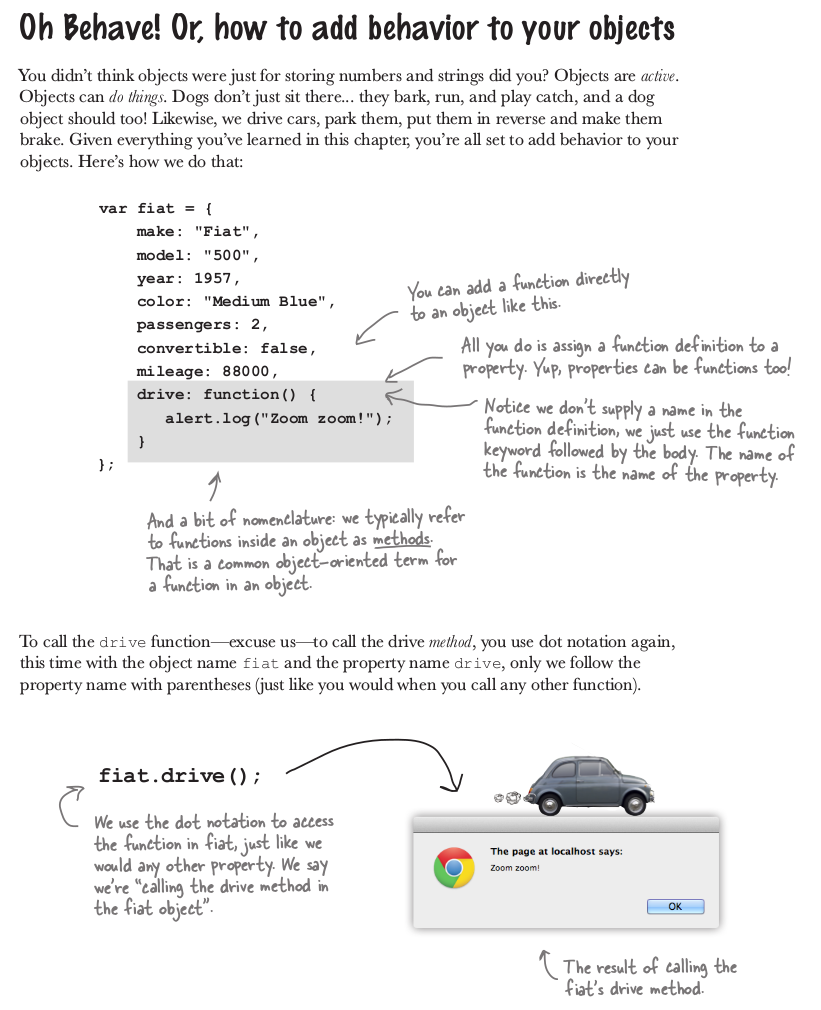 Oh Behave! Or, how to add behavior to your objects
You didn't think objects were just for storing numbers and strings did you? Objects are active.
Objects can do things. Dogs don't just sit there... they bark, run, and play catch, and a dog
object should too! Likewise, we drive cars, park them, put them in reverse and make them
brake. Given everything you've learned in this chapter, you're all set to add behavior to your
objects. Here's how we do that:
var fiat = {
make: "Fiat",
model: "500",
year: 1957,
color: "Medium Blue",
passengers: 2,
convertible: false,
mileage: 88000,
drive: function() {
alert.log("Zoom zoom!");
}
};
You can add a function directly
to an object like this.
All you do is assign a function definition to a
property. Yup, properties can be functions too!
Notice we don't supply a name in the
function definition, we just use the function
keyword followed by the body. The name of
the function is the name of the property.
And a bit of nomenclature: we typically refer
to functions inside an object as methods.
That is a common object-oriented term for
a function in an object.
To call the drive function—excuse us—to call the drive method, you use dot notation again,
this time with the object name fiat and the property name drive, only we follow the
property name with parentheses (just like you would when you call any other function).
fiat.drive();
We use the dot notation to access
the function in fiat, just like we
would any other property. We say
we're "calling the drive method in
the fiat object".
The page at localhost says:
Zoom zoom!
OK
The result of calling the
fiat's drive method.